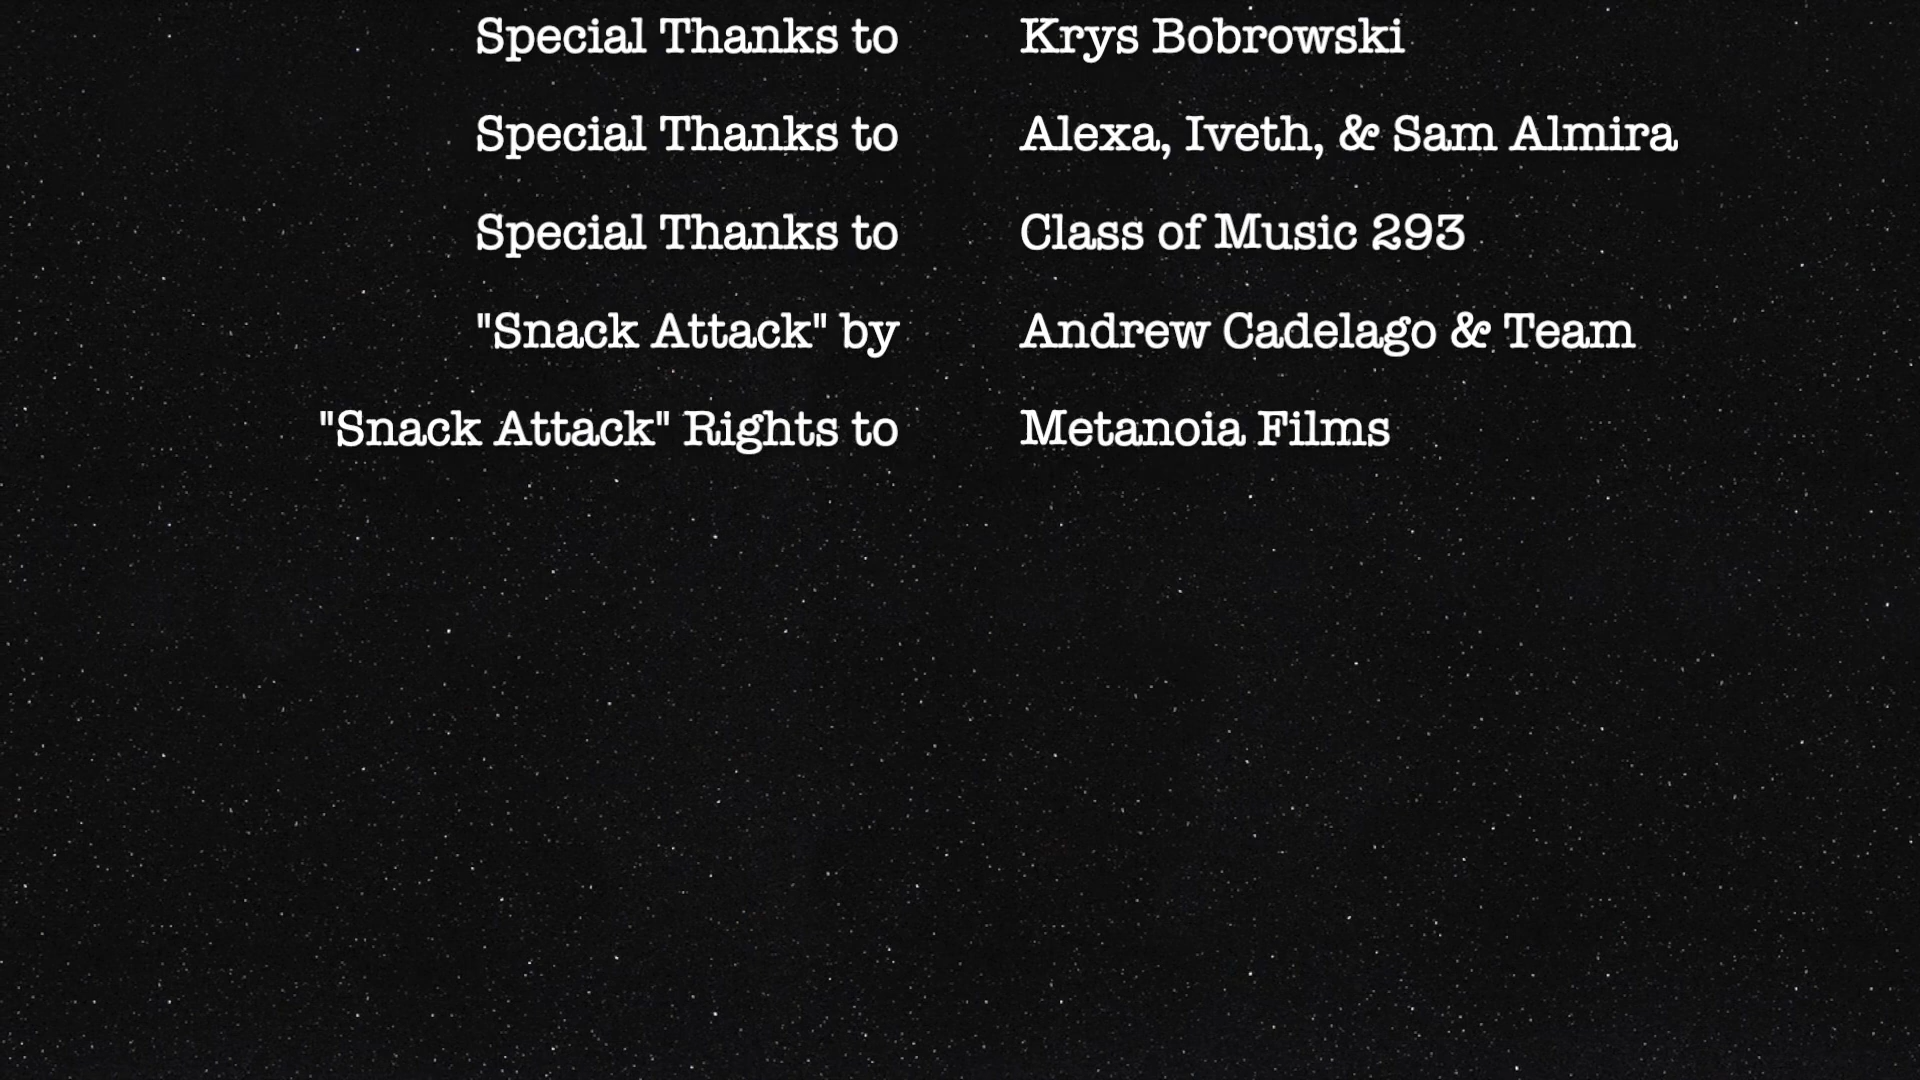 Special Thanks to Krys Bobrowski
Special Thanks to Alexa, Iveth, & Sam Almira
Special Thanks to Class of Music 293
"Snack Attack" by Andrew Cadelago & Team
"Snack Attack" Rights to Metanoia Films